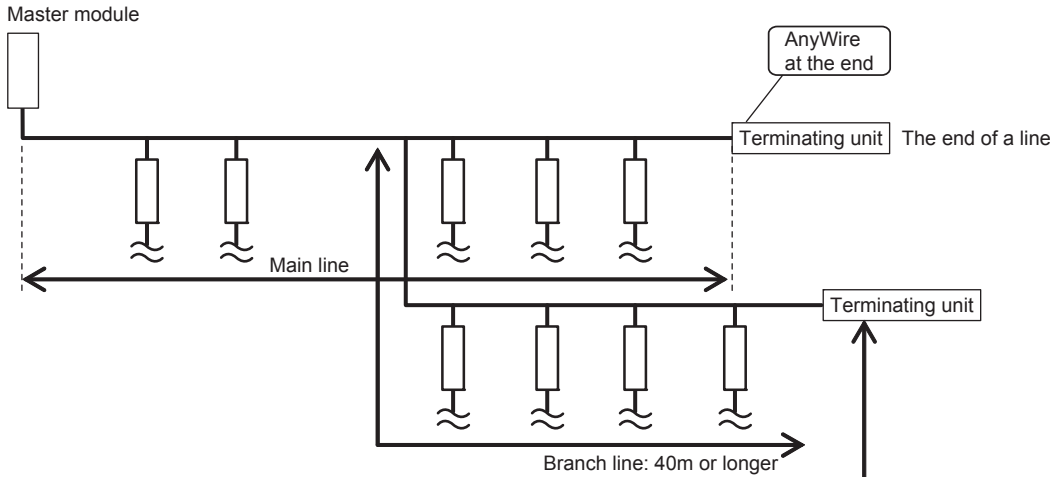 Master module
AnyWire
at the end
Terminating unit
The end of a line
Main line
Terminating unit
Branch line: 40m or longer